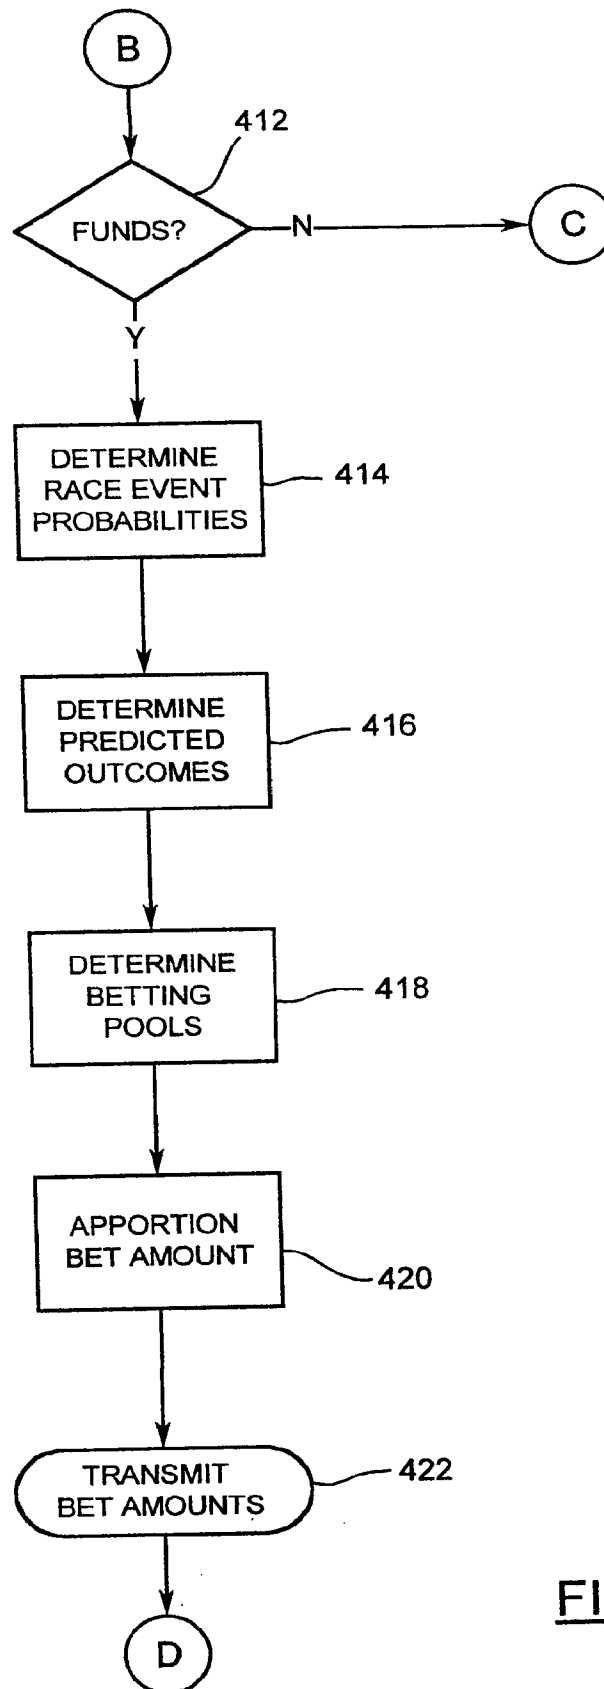 B
412
FUNDS?
N
C
Y
DETERMINE
RACE EVENT
PROBABILITIES
414
DETERMINE
PREDICTED
OUTCOMES
416
DETERMINE
BETTING
POOLS
418
APPORTION
BET AMOUNT
420
TRANSMIT
BET AMOUNTS
422
D
FI